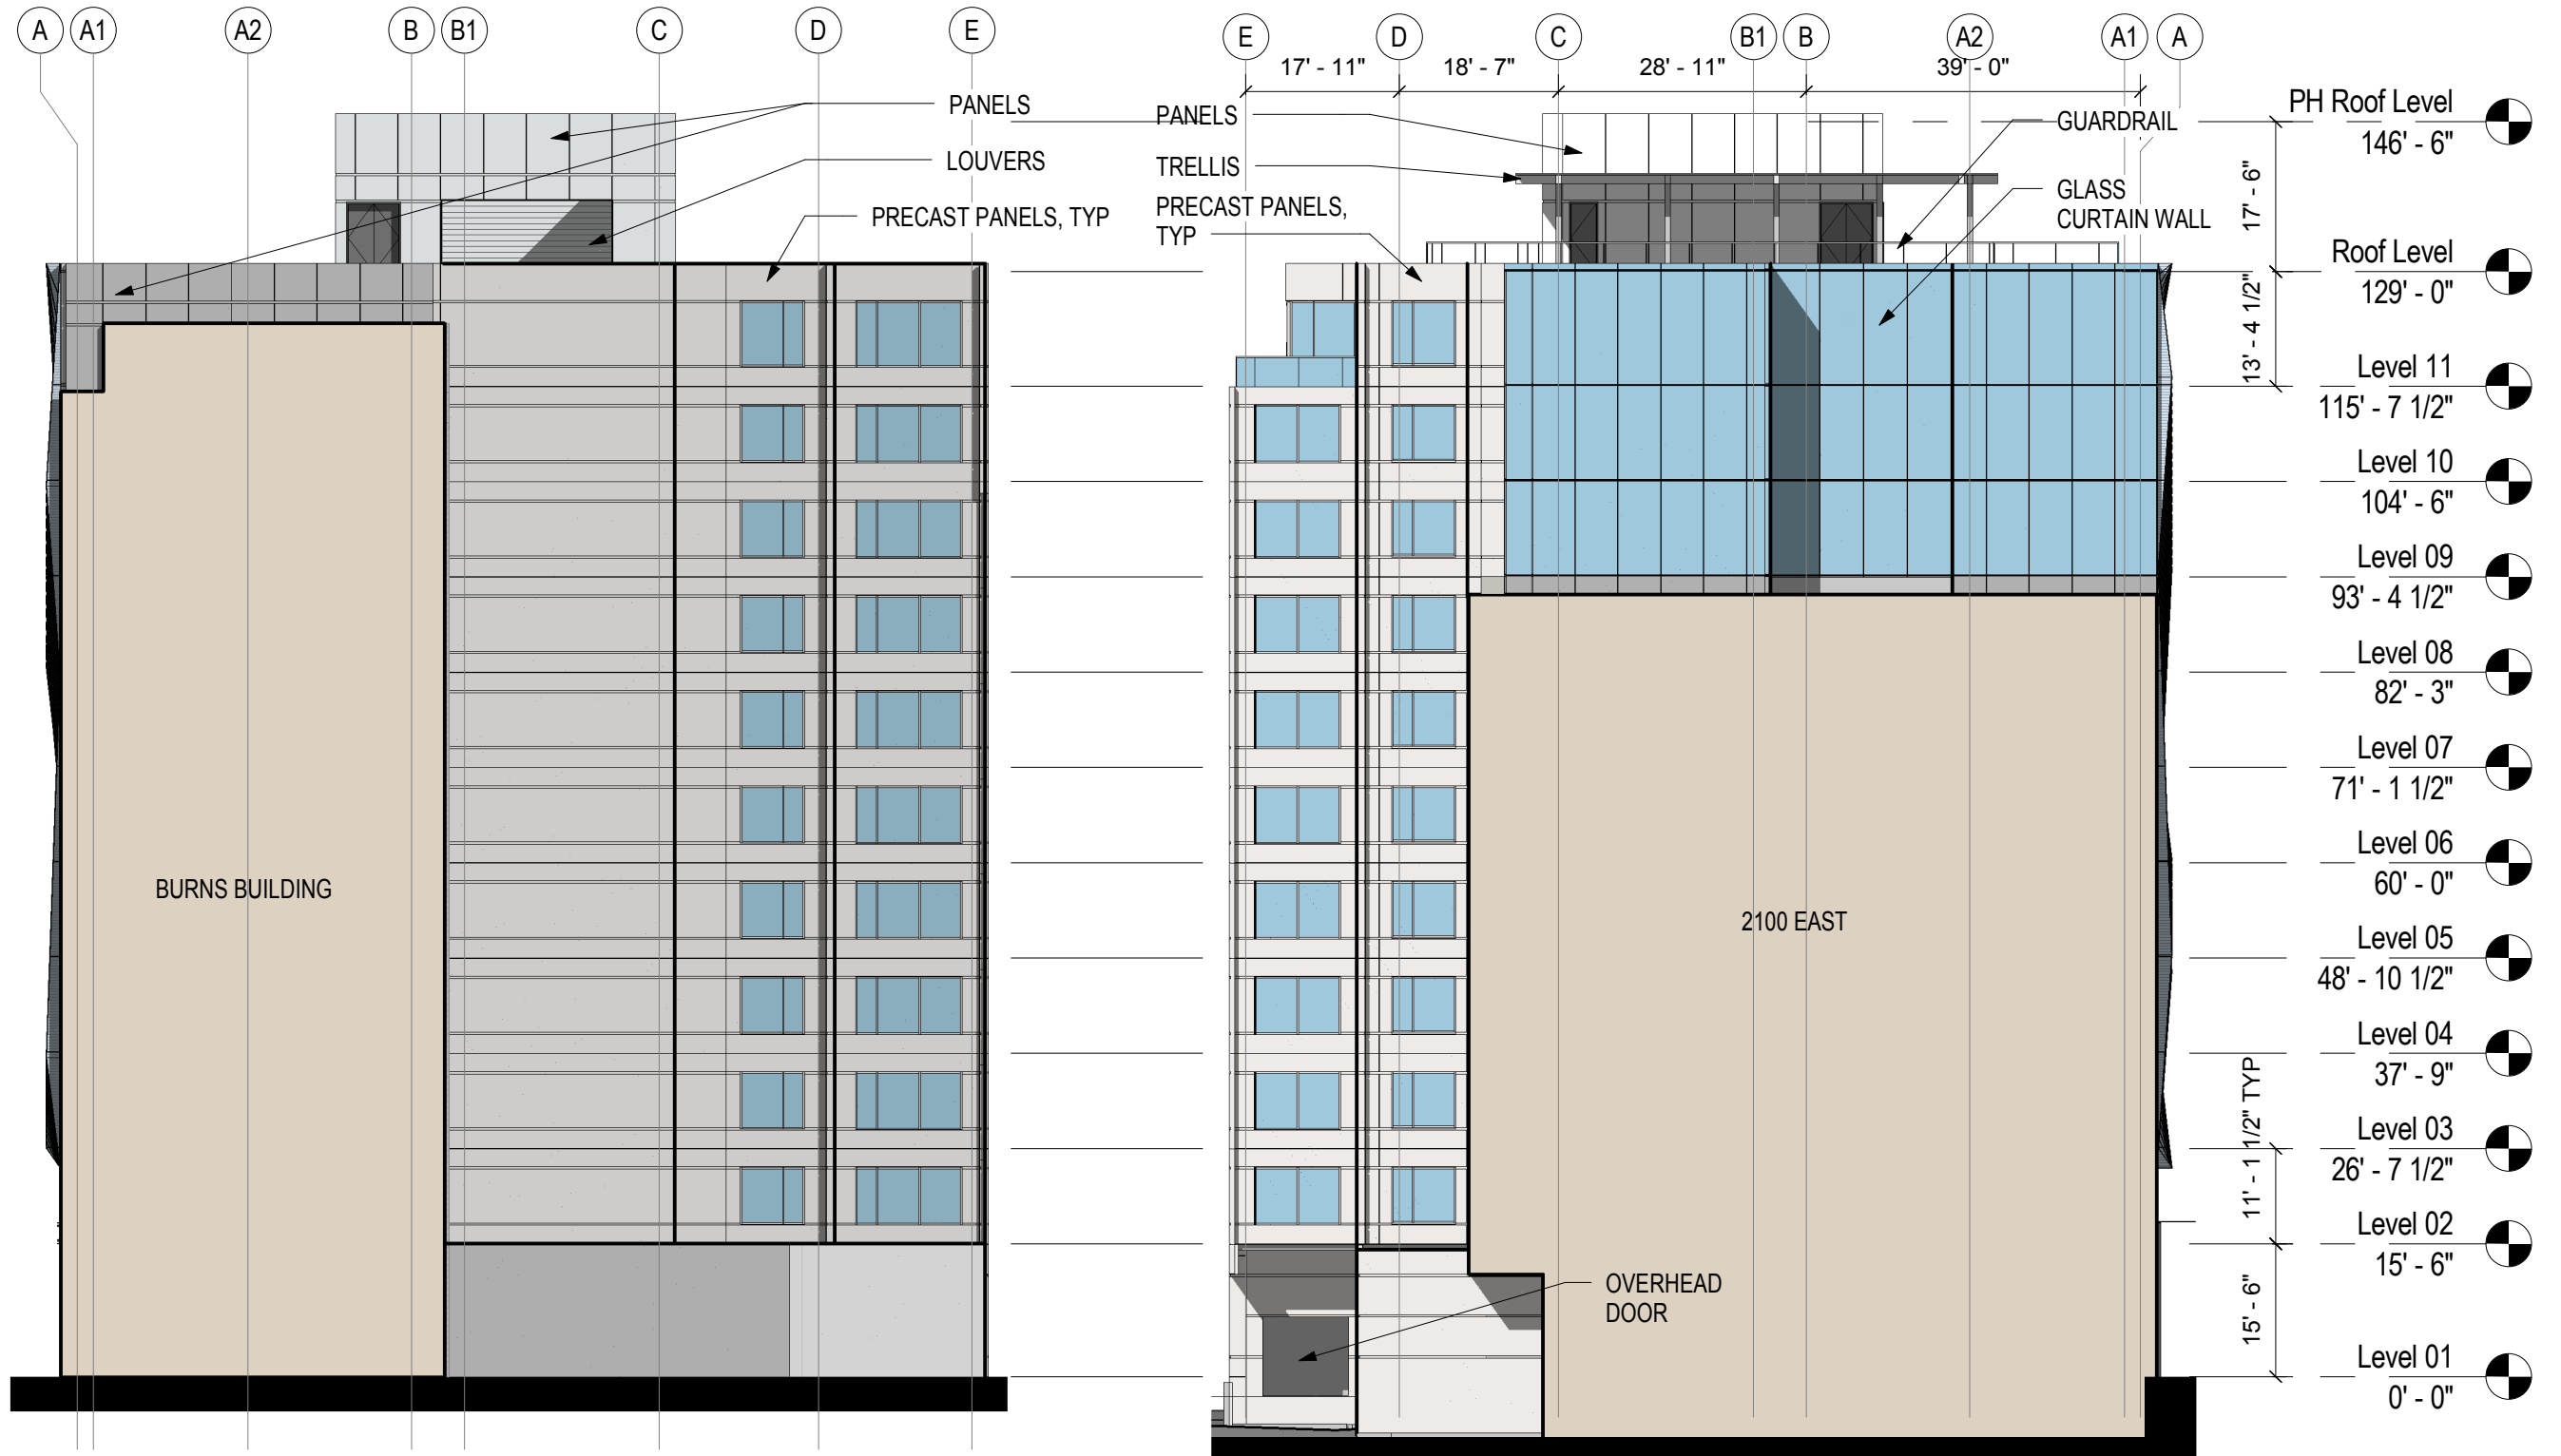 A A1 A2 B B1 C D E
E D C B1 B A2 A1 A
17' - 11" 18' - 7" 28' - 11" 39' - 0"
PANELS
LOUVERS
PRECAST PANELS, TYP
BURNS BUILDING
PANELS
TRELLIS
PRECAST PANELS,
TYP
GUARDRAIL
GLASS
CURTAIN WALL
2100 EAST
OVERHEAD
DOOR
17' - 6"
13' - 4 1/2"
11' - 1 1/2" TYP
15' - 6"
PH Roof Level
146' - 6"
Roof Level
129' - 0"
Level 11
115' - 7 1/2"
Level 10
104' - 6"
Level 09
93' - 4 1/2"
Level 08
82' - 3"
Level 07
71' - 1 1/2"
Level 06
60' - 0"
Level 05
48' - 10 1/2"
Level 04
37' - 9"
Level 03
26' - 7 1/2"
Level 02
15' - 6"
Level 01
0' - 0"